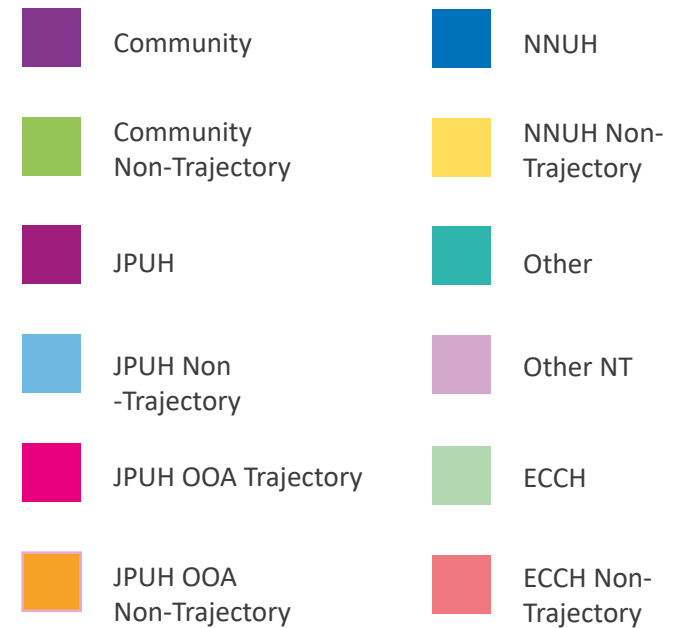 Community
Community
Non-Trajectory
JPUH
JPUH Non
-Trajectory
JPUH OOA Trajectory
JPUH OOA
Non-Trajectory
NNUH
NNUH Non-
Trajectory
Other
Other NT
ECCH
ECCH Non-
Trajectory